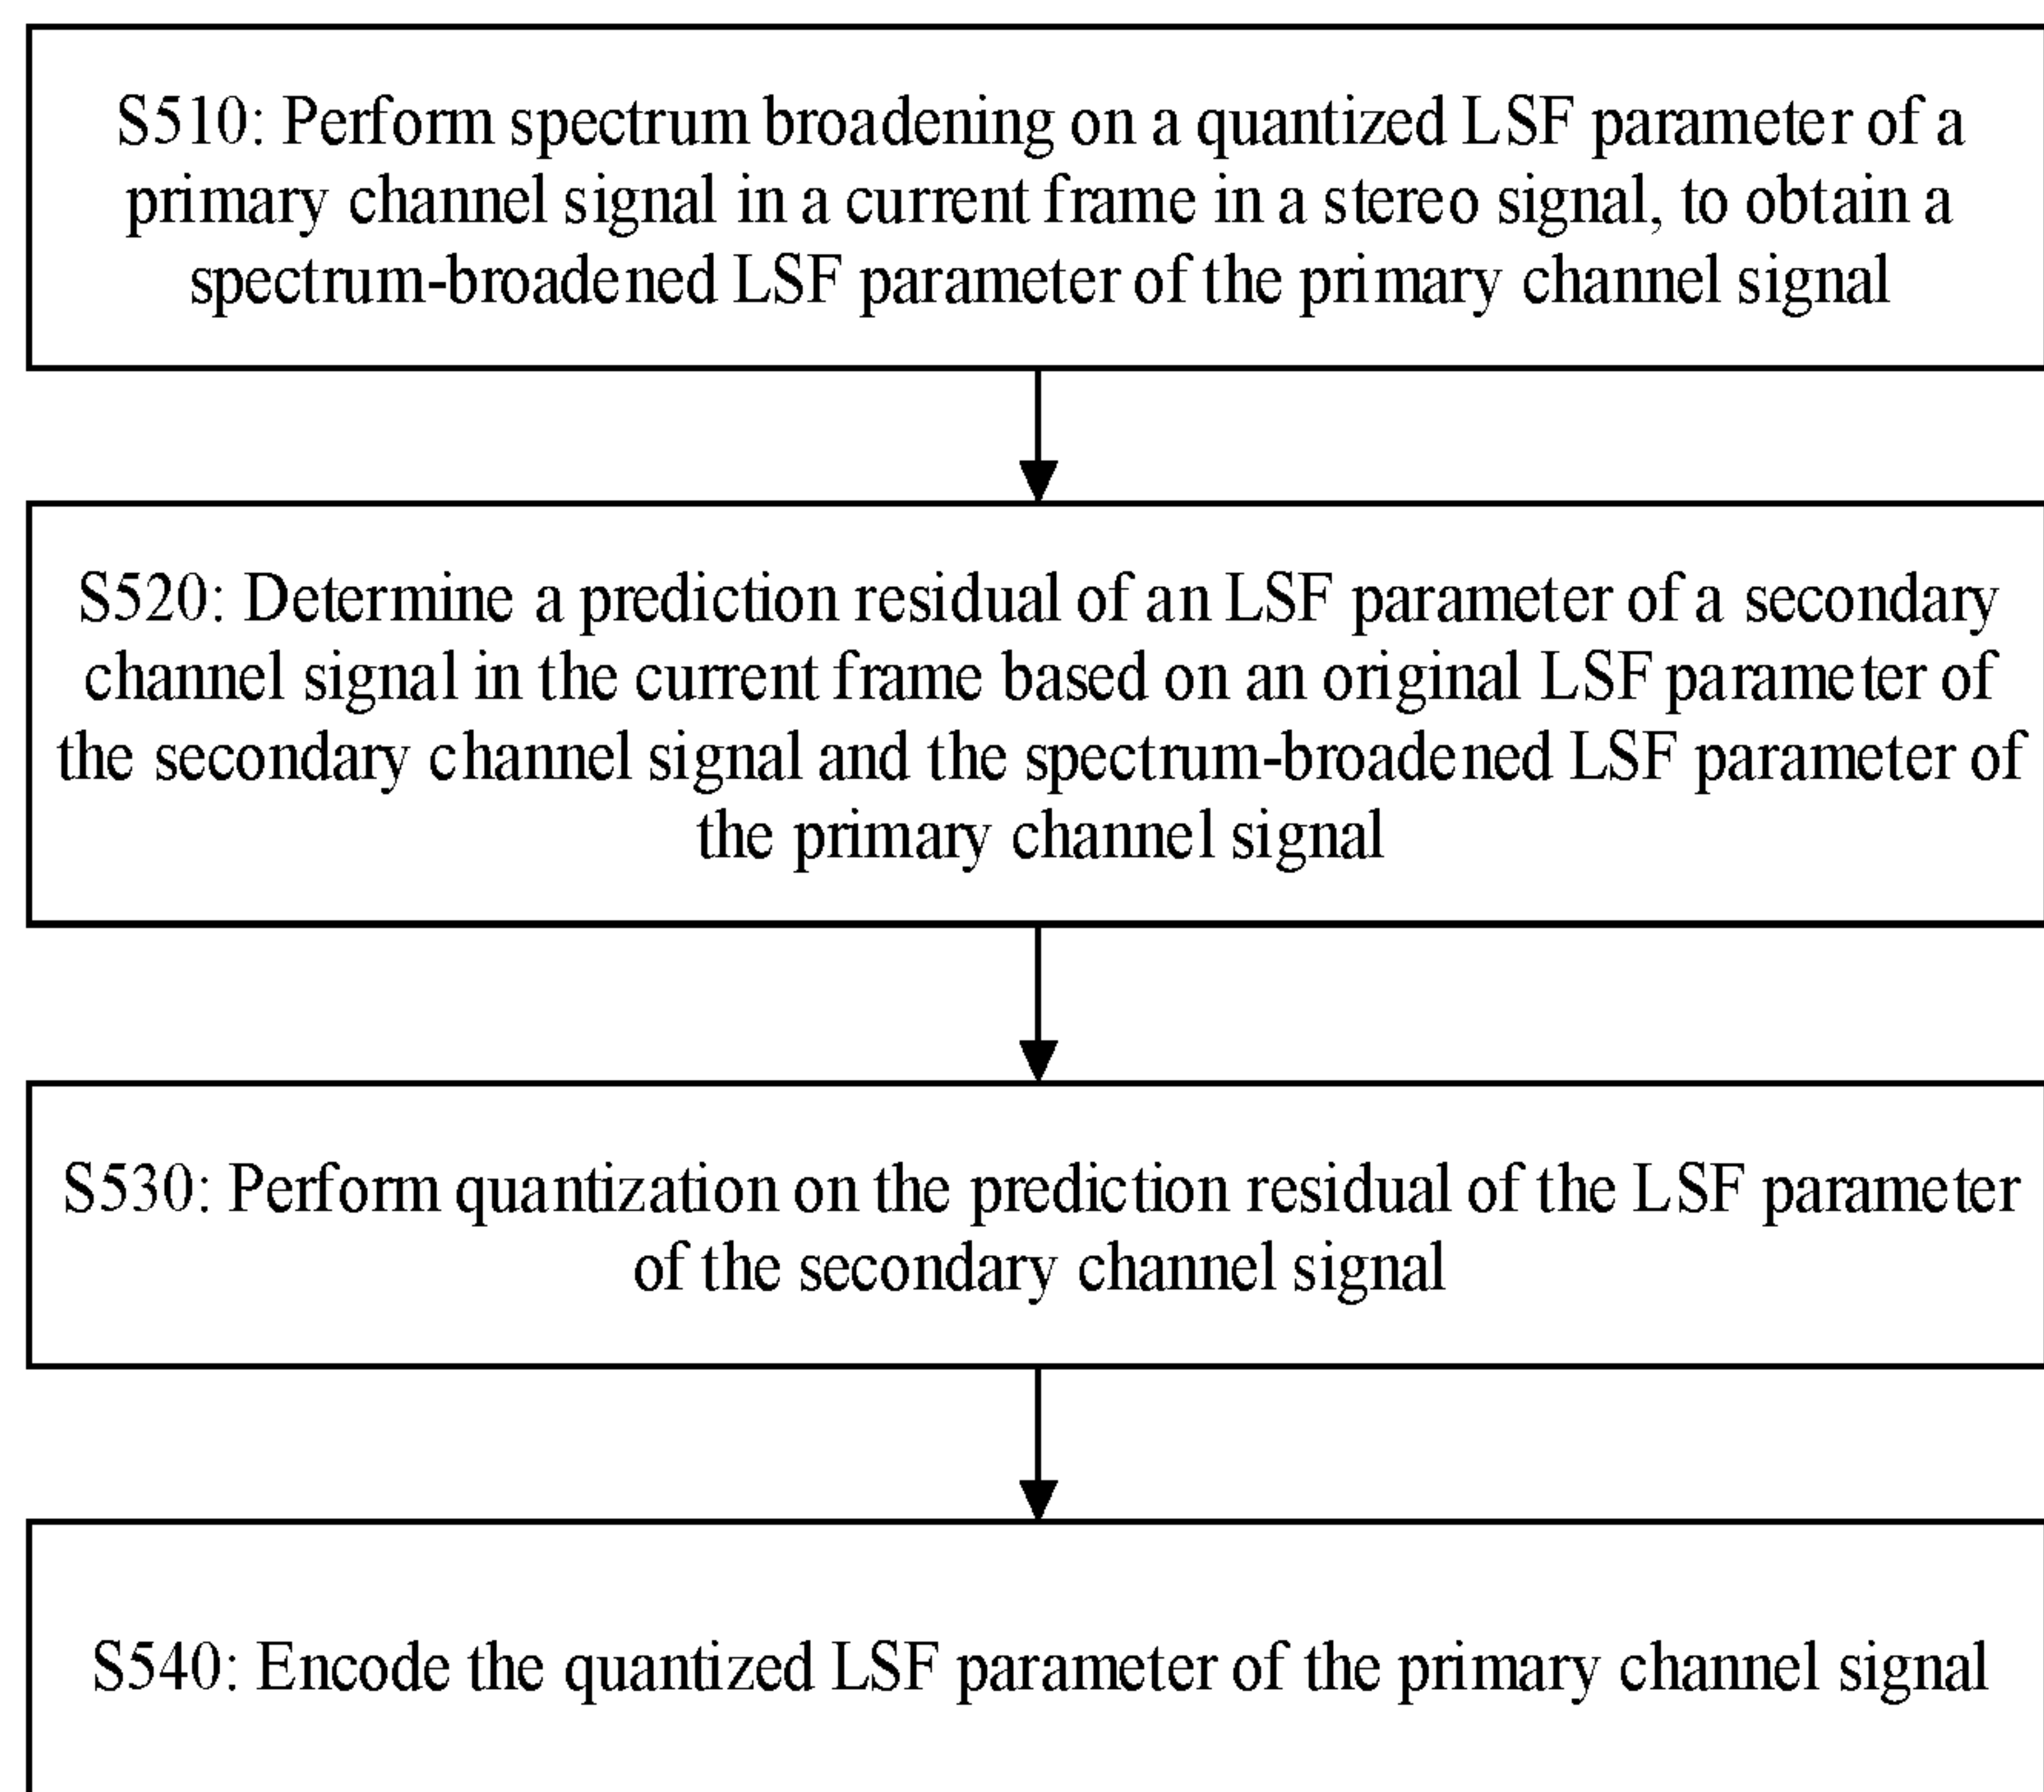 S510: Perform spectrum broadening on a quantized LSF parameter of a
primary channel signal in a current frame in a stereo signal, to obtain a
spectrum-broadened LSF parameter of the primary channel signal
S520: Determine a prediction residual of an LSF parameter of a secondary
channel signal in the current frame based on an original LSF parameter of
the secondary channel signal and the spectrum-broadened LSF parameter of
the primary channel signal
S530: Perform quantization on the prediction residual of the LSF parameter
of the secondary channel signal
S540: Encode the quantized LSF parameter of the primary channel signal